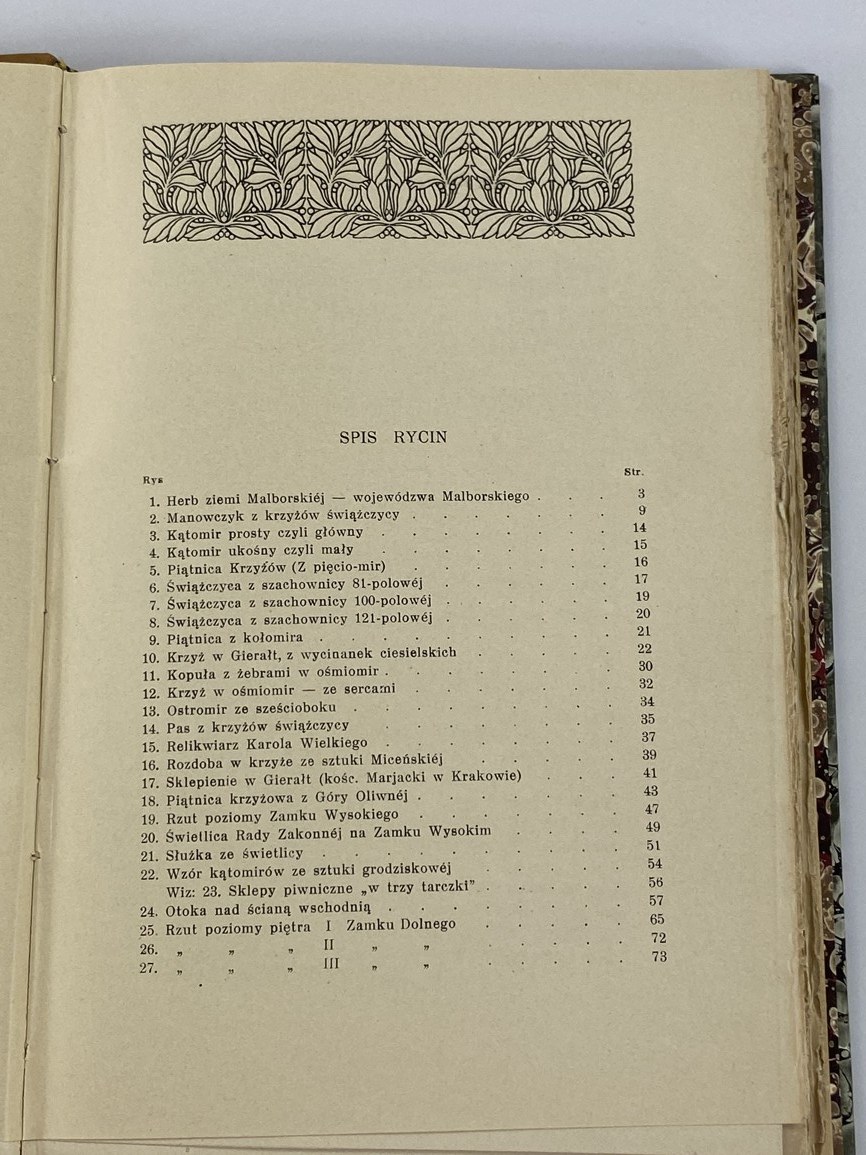 SPIS RYCIN
Rys Str.
1. Herb ziemi Malborskiéj — wojewódzwa Malborskiego . . . 3
2. Manowczyk z krzyżów świążczycy . . . . . . . 9
3. Kątomir prosty czyli główny . . . . . . . . 14
4. Kątomir ukośny czyli mały . . . . . . . . 15
5. Piątnica Krzyżów (Z pięcio-mir) . . . . . . . 16
6. Świążczyca z szachownicy 81-polowéj . . . . . . 17
7. Świążczyca z szachownicy 100-polowéj . . . . . . 19
8. Świążczyca z szachownicy 121-polowéj . . . . . . 20
9. Piątnica z kołomira . . . . . . . . . . 21
10. Krzyż w Gierałt, z wycinanek ciesielskich . . . . . 22
11. Kopuła z żebrami w ośmiomir . . . . . . . . 30
12. Krzyż w ośmiomir — ze sercami . . . . . . . 32
13. Ostromir ze sześcioboku . . . . . . . . . 34
14. Pas z krzyżów świążczycy . . . . . . . . 35
15. Relikwiarz Karola Wielkiego . . . . . . . . 37
16. Rozdoba w krzyże ze sztuki Miceńskiéj . . . . . 39
17. Sklepienie w Gierałt (kośc. Marjacki w Krakowie) . . . 41
18. Piątnica krzyżowa z Góry Oliwnéj . . . . . . . 43
19. Rzut poziomy Zamku Wysokiego . . . . . . . 47
20. Świetlica Rady Zakonnéj na Zamku Wysokim . . . . 49
21. Służka ze świetlicy . . . . . . . . . . 51
22. Wzór kątomirów ze sztuki grodziskowéj . . . . . 54
Wiz: 23. Sklepy piwniczne „w trzy tarczki” . . . . . 56
24. Otoka nad ścianą wschodnią . . . . . . . . 57
25. Rzut poziomy piętra I Zamku Dolnego . . . . . 65
26. „ „ „ II „ „ . . . . . 72
27. „ „ „ III „ „ . . . . . 73